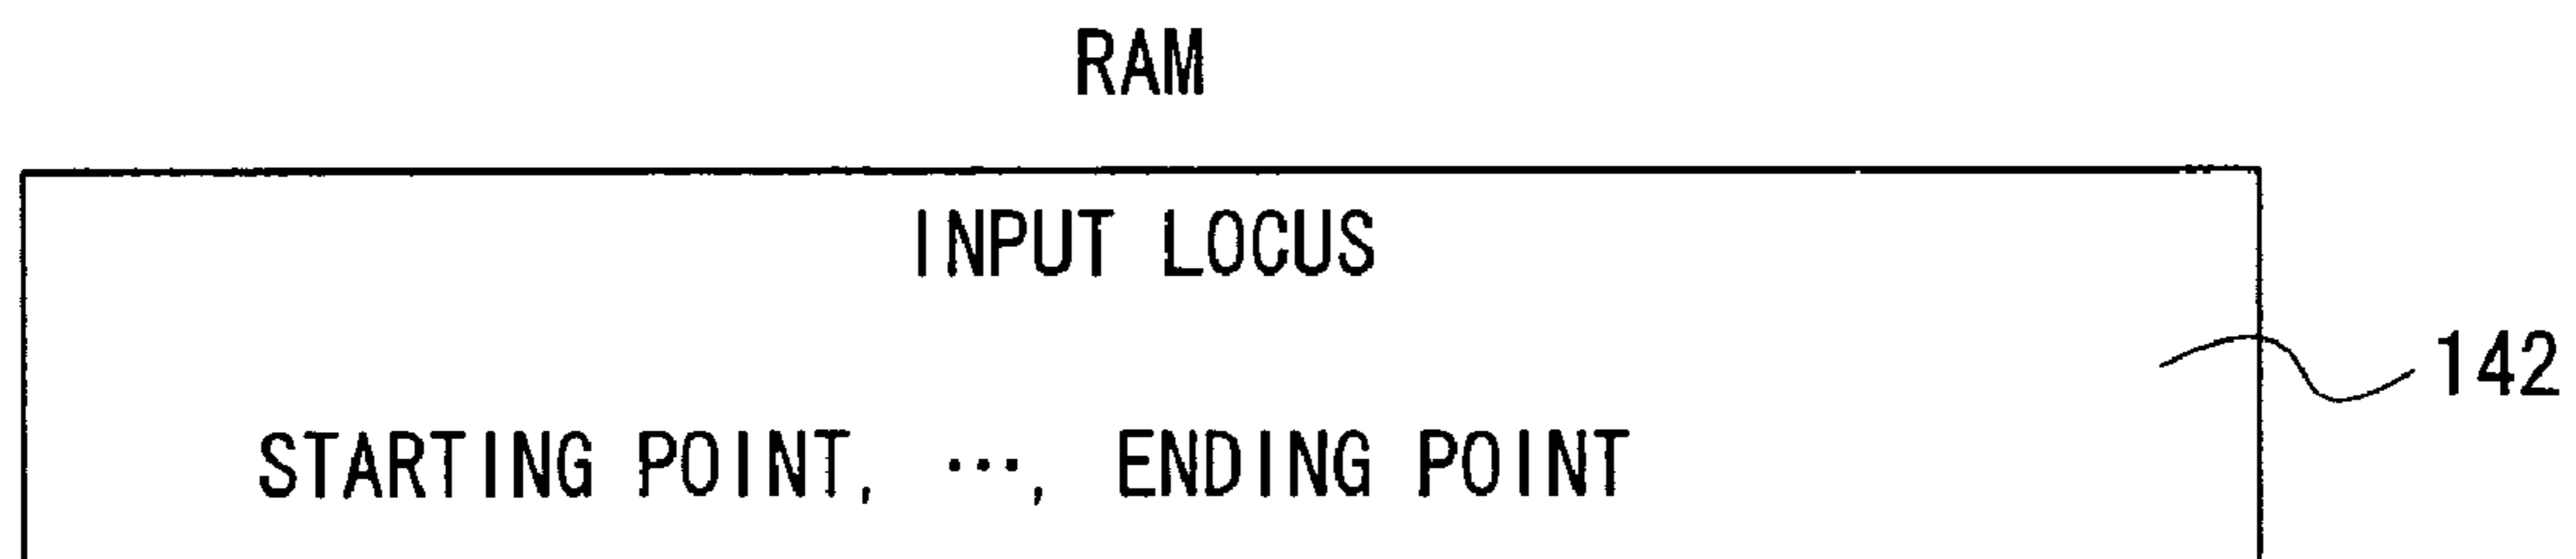 RAM
INPUT LOCUS
142
STARTING POINT, ···, ENDING POINT